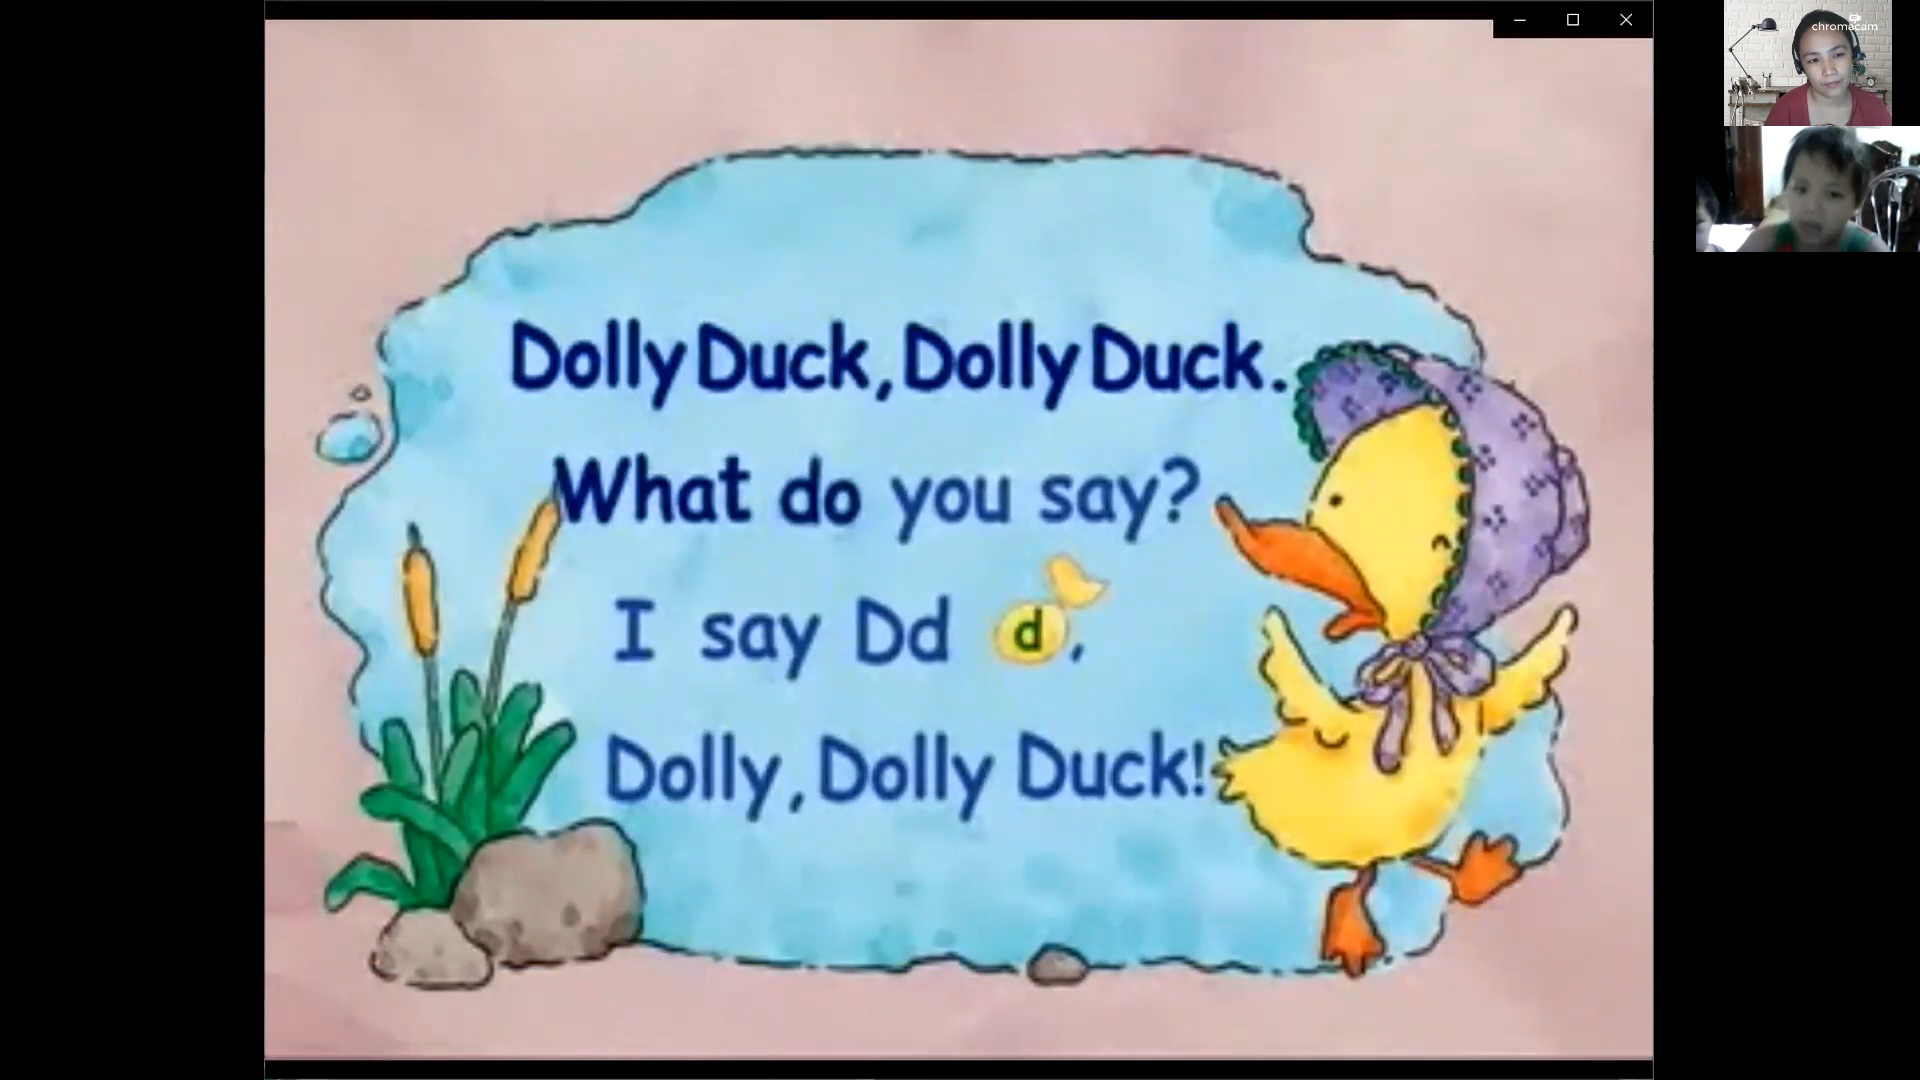 chromacam
Dolly Duck, Dolly Duck.
What do you say?
I say Dd d,
Dolly, Dolly Duck!